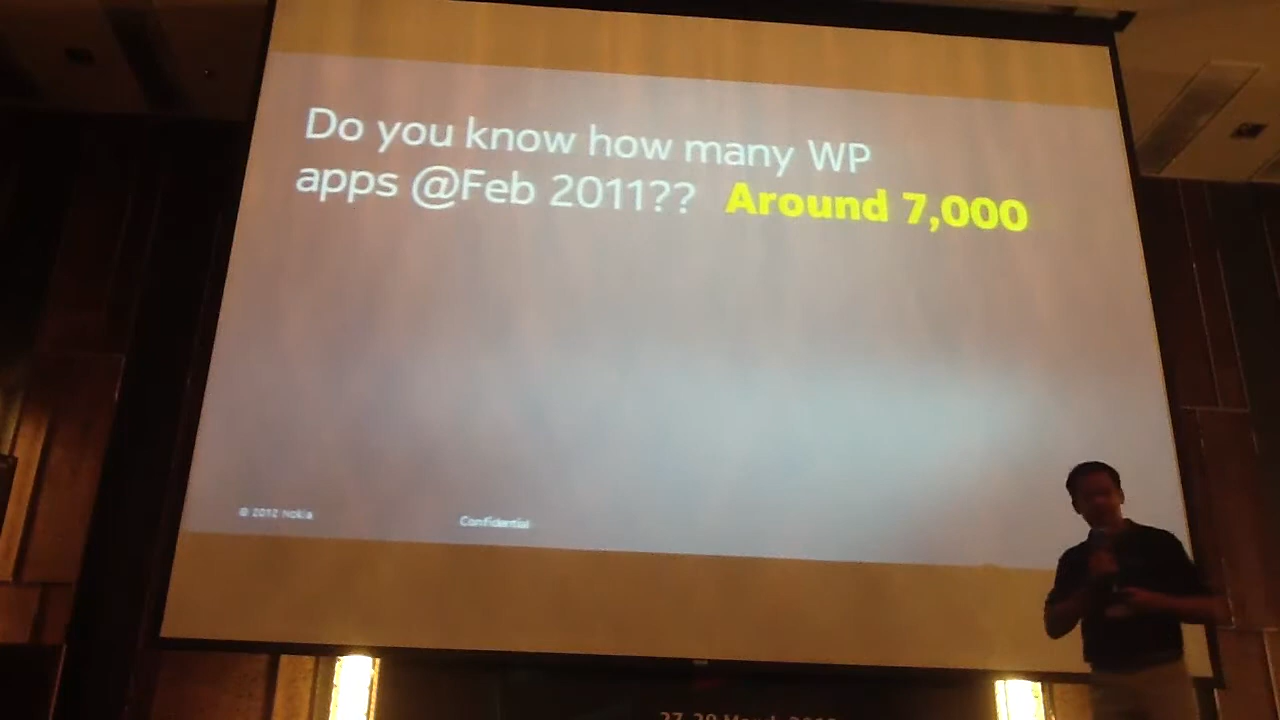 Do you know how many WP
apps @Feb 2011?? Around 7,000
© 2012 Nokia
Confidential